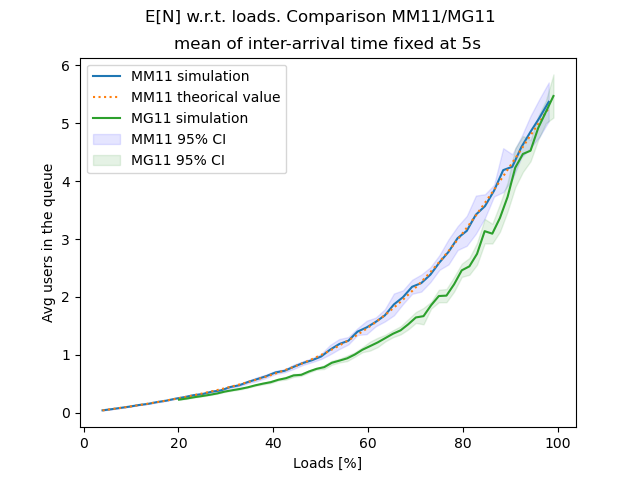 E[N] w.r.t. loads. Comparison MM11/MG11
mean of inter-arrival time fixed at 5s
MM11 simulation
MM11 theorical value
MG11 simulation
MM11 95% CI
MG11 95% CI
Avg users in the queue
6
5
4
3
2
1
0
0 20 40 60 80 100
Loads [%]